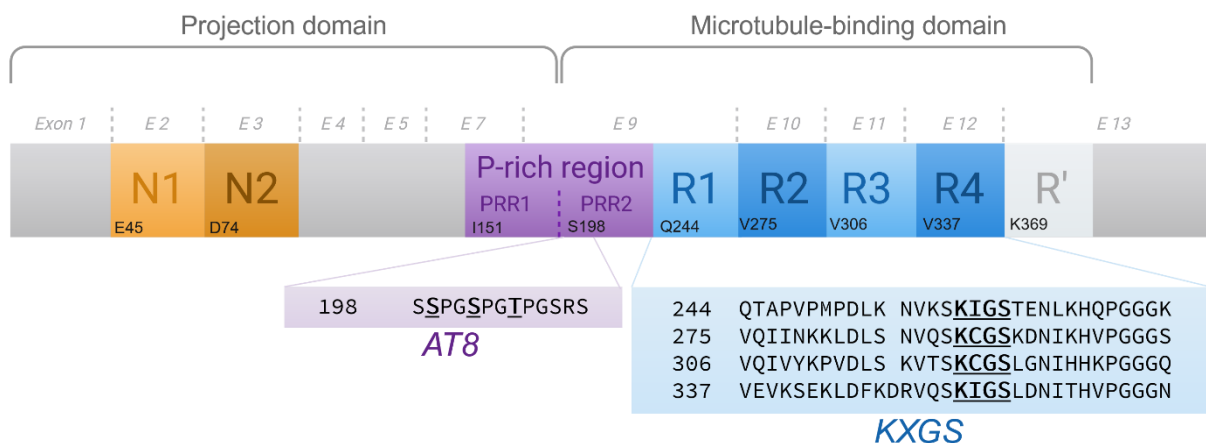 Projection domain Microtubule-binding domain
Exon 1 E 2 E 3 E 4 E 5 E 7 E 9 E 10 E 11 E 12 E 13
N1 N2 P-rich region R1 R2 R3 R4 R'
PRR1 PRR2
E45 D74 I151 S198 Q244 V275 V306 V337 K369
198 SSPGSPGTPGSRS
AT8
244 QTAPVPMPDLK NVKSKIGSTENLKHQPGGGK
275 VQIINKKLDLS NVQSKCGSKDNIKHVPGGGS
306 VQIVYKPVDLS KVTSKCGSLGNIHHKPGGGQ
337 VEVKSEKLDFKDRVQSKIGSLDNITHVPGGGN
KXGS